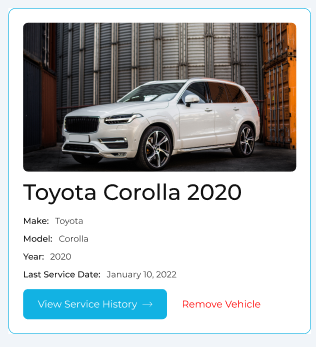 Toyota Corolla 2020
Make: Toyota
Model: Corolla
Year: 2020
Last Service Date: January 10, 2022
View Service History →
Remove Vehicle